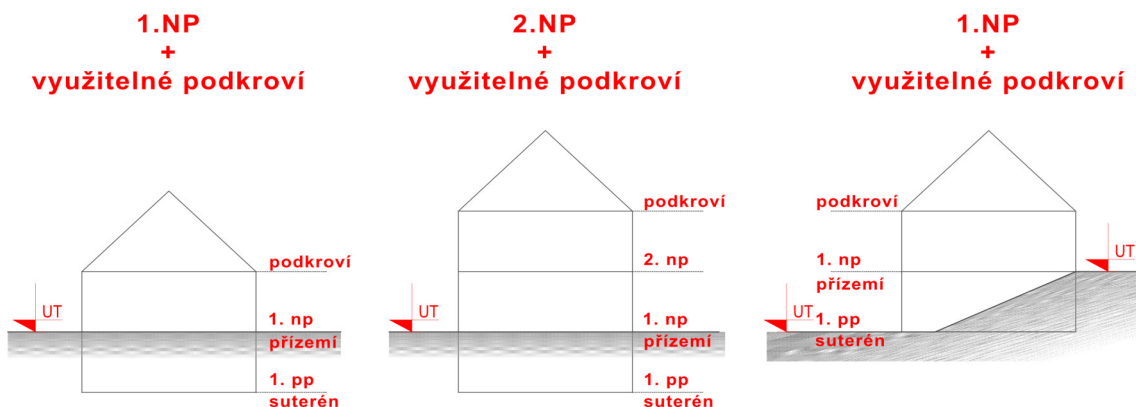 1.NP
+
využitelné podkroví
podkroví
UT
1. np
přízemí
1. pp
suterén
2.NP
+
využitelné podkroví
podkroví
2. np
UT
1. np
přízemí
1. pp
suterén
1.NP
+
využitelné podkroví
podkroví
UT
1. np
přízemí
UT
1. pp
suterén